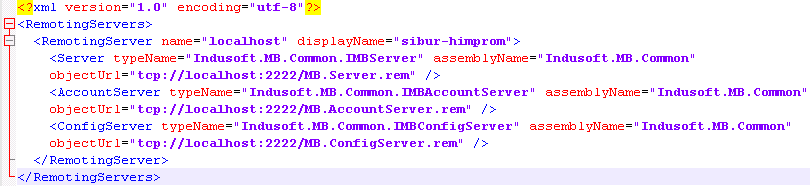 <?xml version="1.0" encoding="utf-8"?>
<RemotingServers>
<RemotingServer name="localhost" displayName="sibur-himprom">
<Server typeName="Indusoft.MB.Common.IMBServer" assemblyName="Indusoft.MB.Common"
objectUrl="tcp://localhost:2222/MB.Server.rem" />
<AccountServer typeName="Indusoft.MB.Common.IMBAccountServer" assemblyName="Indusoft.MB.Common"
objectUrl="tcp://localhost:2222/MB.AccountServer.rem" />
<ConfigServer typeName="Indusoft.MB.Common.IMBConfigServer" assemblyName="Indusoft.MB.Common"
objectUrl="tcp://localhost:2222/MB.ConfigServer.rem" />
</RemotingServer>
</RemotingServers>